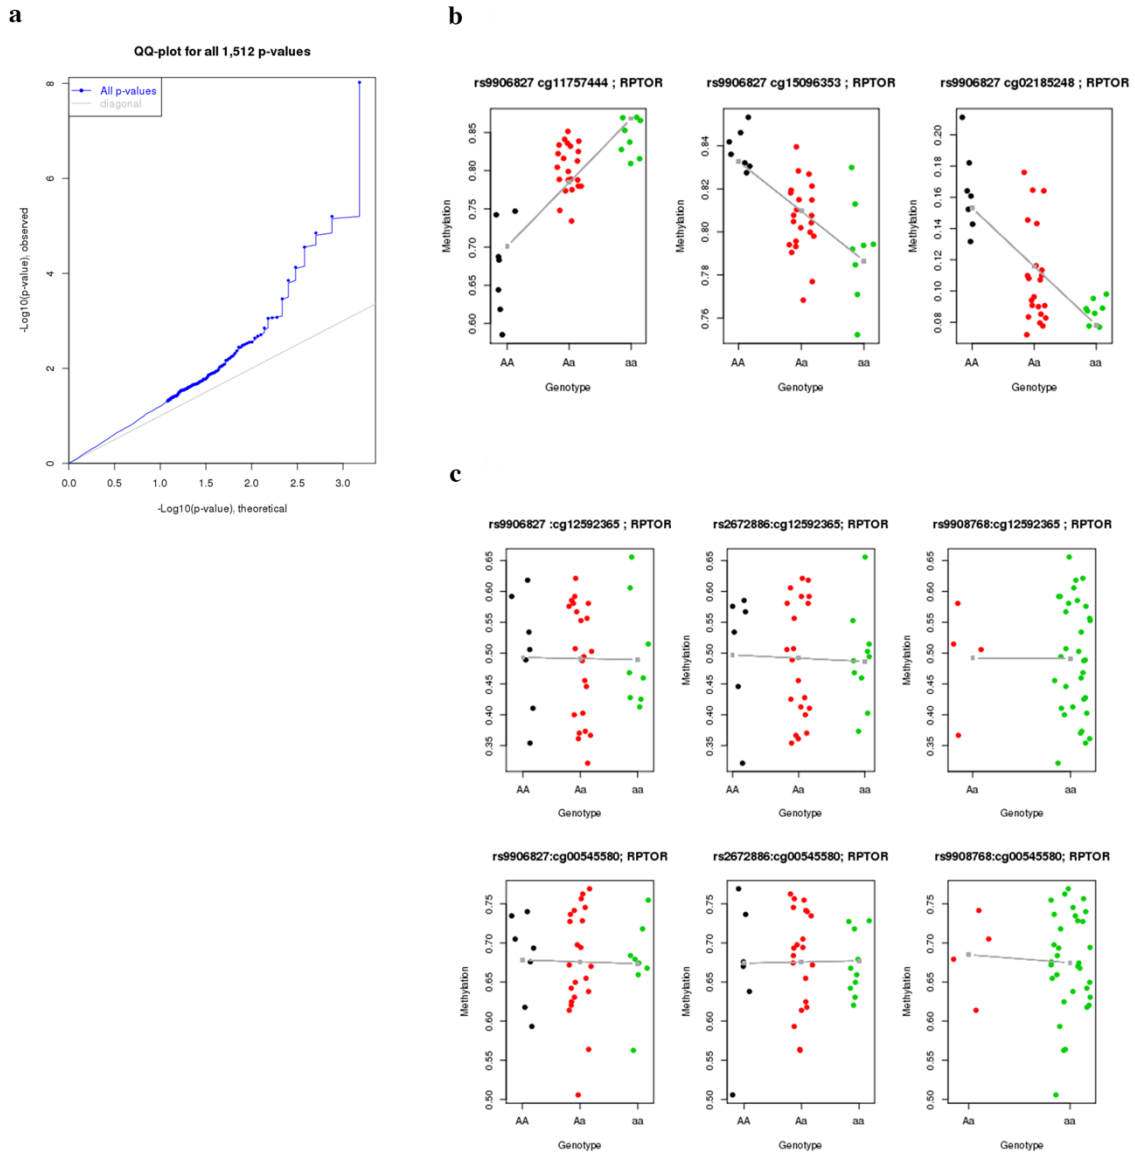 a
QQ-plot for all 1,512 p-values
8
6
4
2
0
-Log10(p-value), observed
All p-values
diagonal
0.0 0.5 1.0 1.5 2.0 2.5 3.0
-Log10(p-value), theoretical
b
rs9906827 cg11757444 ; RPTOR
0.85
0.80
0.75
0.70
0.65
0.60
Methylation
AA Aa aa
Genotype
rs9906827 cg15096353 ; RPTOR
0.84
0.82
0.80
0.78
0.76
Methylation
AA Aa aa
Genotype
rs9906827 cg02185248 ; RPTOR
0.20
0.18
0.16
0.14
0.12
0.10
0.08
Methylation
AA Aa aa
Genotype
c
rs9906827 :cg12592365 ; RPTOR
0.65
0.60
0.55
0.50
0.45
0.40
0.35
Methylation
AA Aa aa
Genotype
rs2672886:cg12592365; RPTOR
0.65
0.60
0.55
0.50
0.45
0.40
0.35
Methylation
AA Aa aa
Genotype
rs9908768:cg12592365 ; RPTOR
0.65
0.60
0.55
0.50
0.45
0.40
0.35
Methylation
Aa aa
Genotype
rs9906827:cg00545580; RPTOR
0.75
0.70
0.65
0.60
0.55
0.50
Methylation
AA Aa aa
Genotype
rs2672886:cg00545580; RPTOR
0.75
0.70
0.65
0.60
0.55
0.50
Methylation
AA Aa aa
Genotype
rs9908768:cg00545580; RPTOR
0.75
0.70
0.65
0.60
0.55
0.50
Methylation
Aa aa
Genotype